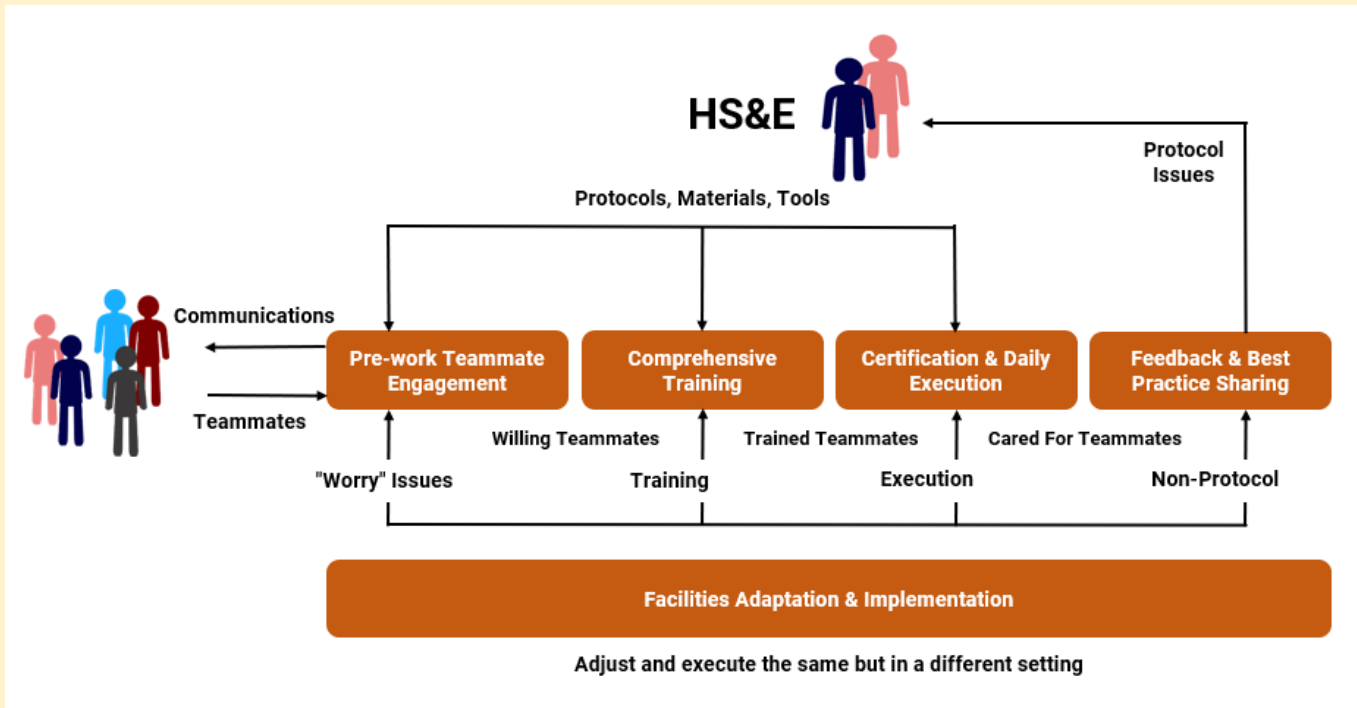 HS&E
Protocol
Issues
Protocols, Materials, Tools
Communications
Teammates
Pre-work Teammate
Engagement
Comprehensive
Training
Certification & Daily
Execution
Feedback & Best
Practice Sharing
Willing Teammates
Trained Teammates
Cared For Teammates
"Worry" Issues
Training
Execution
Non-Protocol
Facilities Adaptation & Implementation
Adjust and execute the same but in a different setting